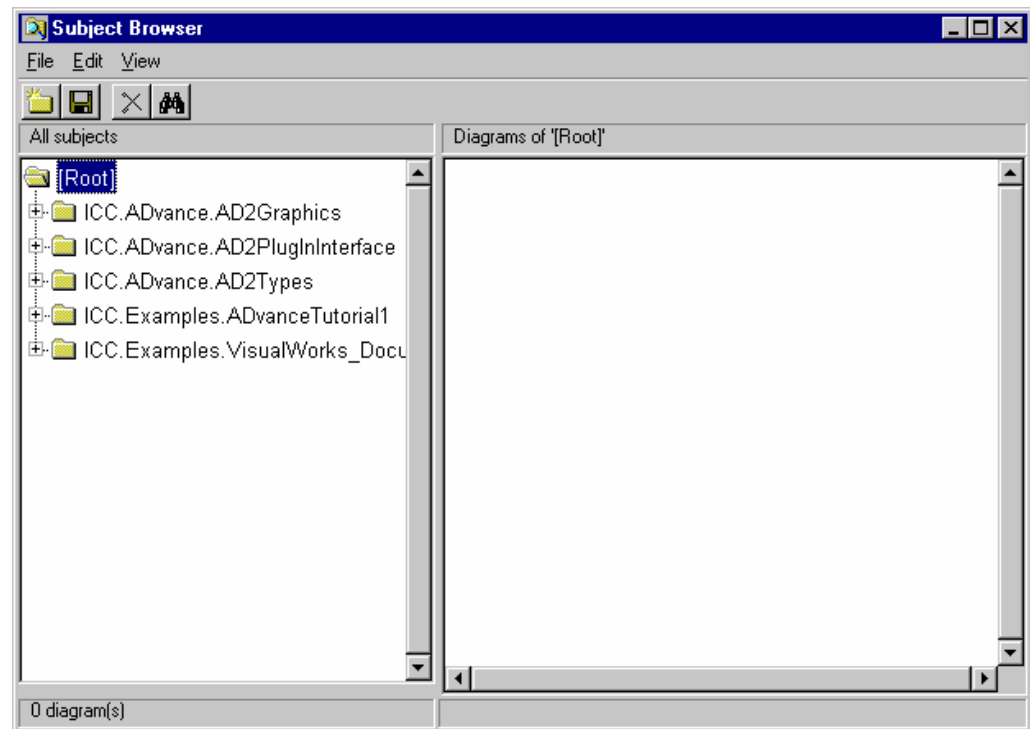 Subject Browser
File Edit View
All subjects
Diagrams of '[Root]'
[Root]
ICC.ADvance.AD2Graphics
ICC.ADvance.AD2PlugInInterface
ICC.ADvance.AD2Types
ICC.Examples.ADvanceTutorial1
ICC.Examples.VisualWorks_Docu
0 diagram(s)